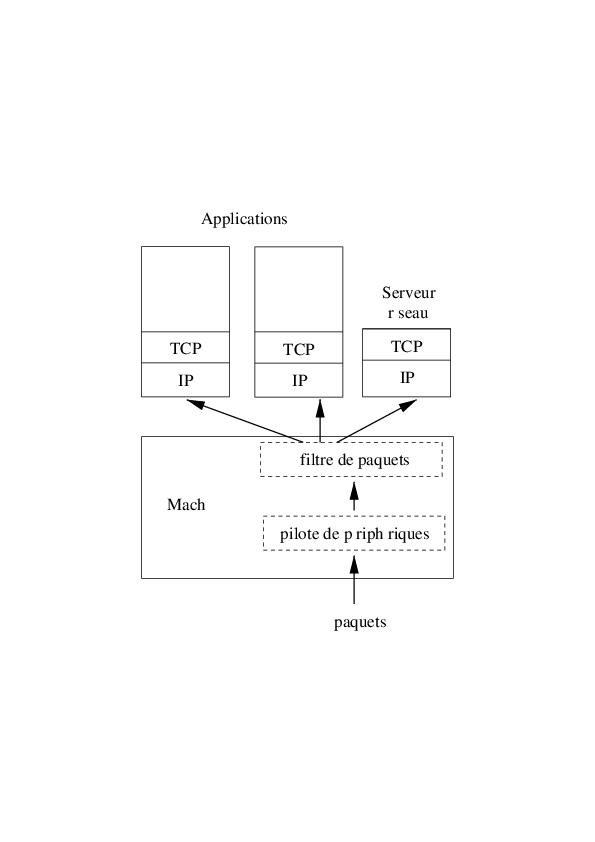 Applications
Serveur
r seau
TCP
TCP
TCP
IP
IP
IP
filtre de paquets
Mach
pilote de p riph riques
paquets